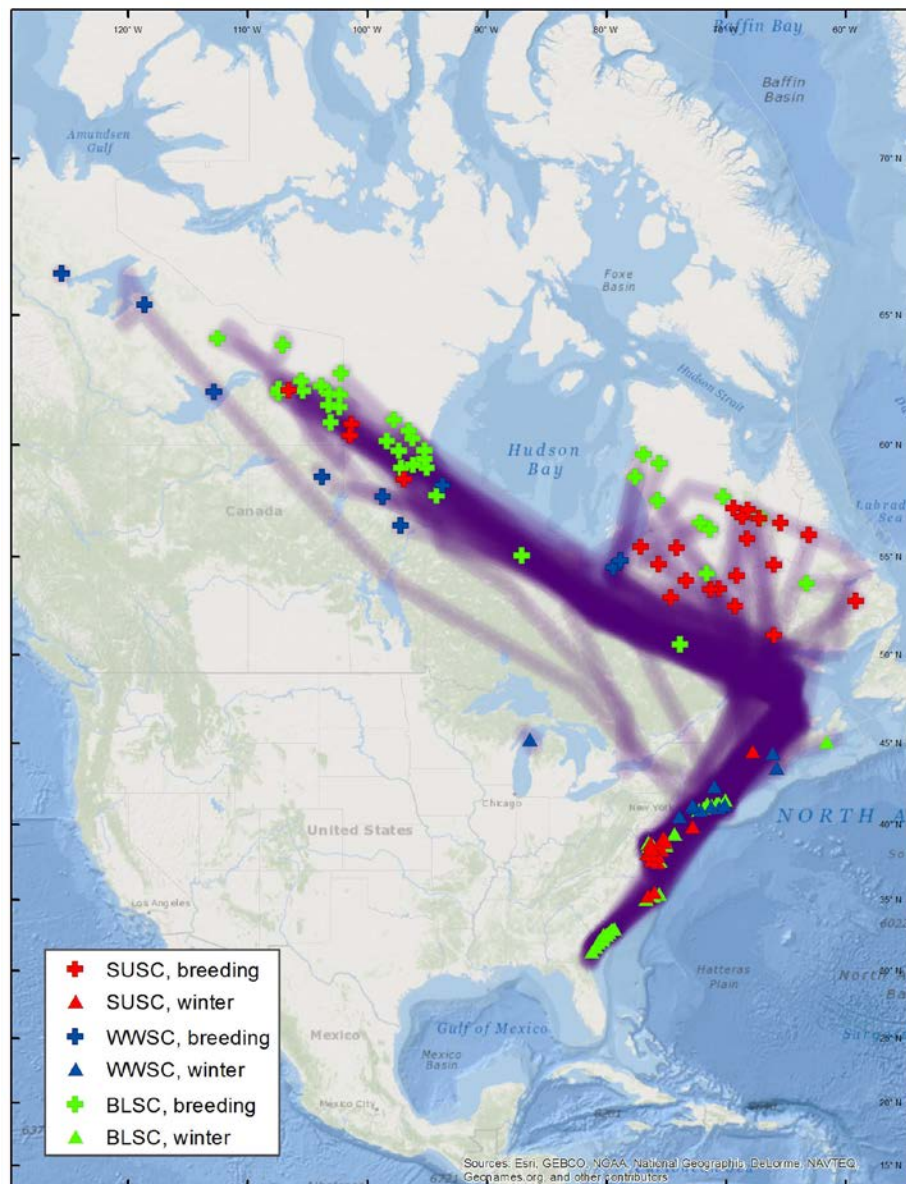 120° W
110° W
100° W
90° W
80° W
70° W
60° W
Baffin Bay
Baffin
Basin
Amundsen
Gulf
70° N
Foxe
Basin
65° N
Hudson Strait
60° N
Hudson
Bay
Labrador
Sea
Canada
55° N
50° N
45° N
Chicago
New York
NORTH A
40° N
United States
Los Angeles
35° N
Hatteras
Plain
30° N
Gulf of Mexico
Mexico
Mexico
Basin
Mexico City
20° N
15° N
SUSC, breeding
SUSC, winter
WWSC, breeding
WWSC, winter
BLSC, breeding
BLSC, winter
Sources: Esri, GEBCO, NOAA, National Geographic, DeLorme, NAVTEQ,
Geonames.org, and other contributors